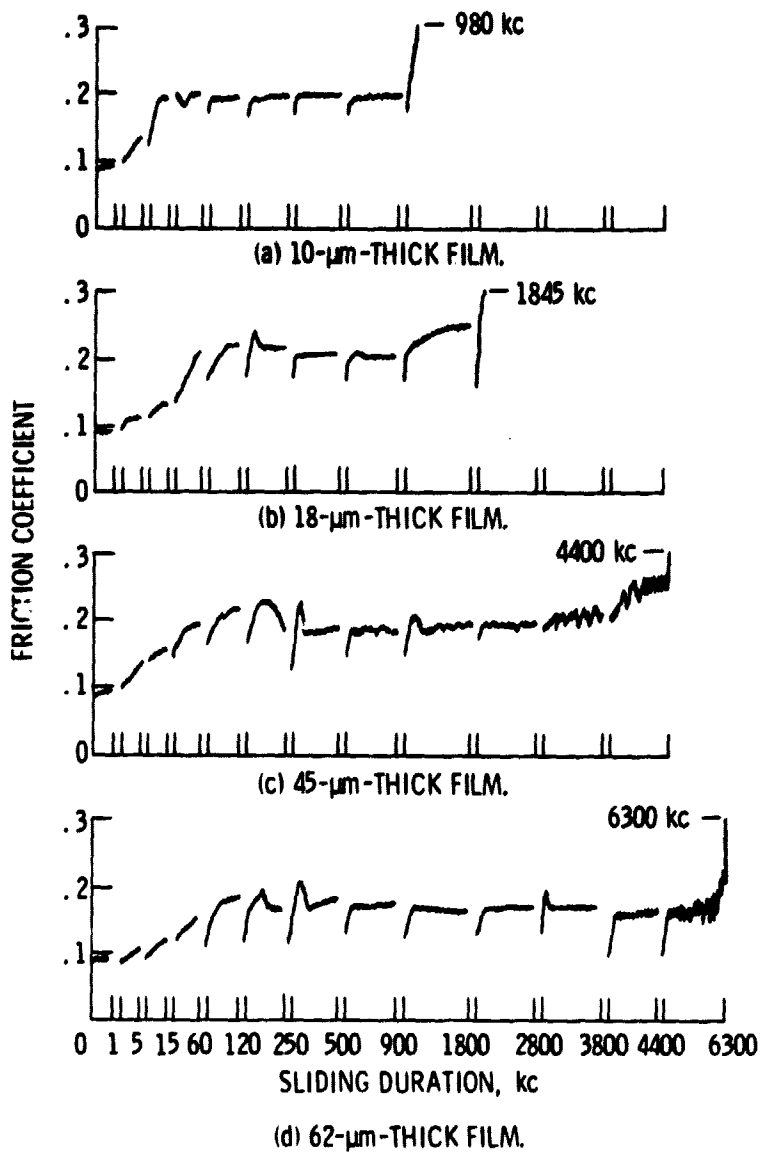 .3
980 kc
.2
.1
0
(a) 10-μm-THICK FILM.
.3
1845 kc
.2
.1
0
(b) 18-μm-THICK FILM.
FRICTION COEFFICIENT
.3
4400 kc
.2
.1
0
(c) 45-μm-THICK FILM.
.3
6300 kc
.2
.1
0 1 5 15 60 120 250 500 900 1800 2800 3800 4400 6300
SLIDING DURATION, kc
(d) 62-μm-THICK FILM.